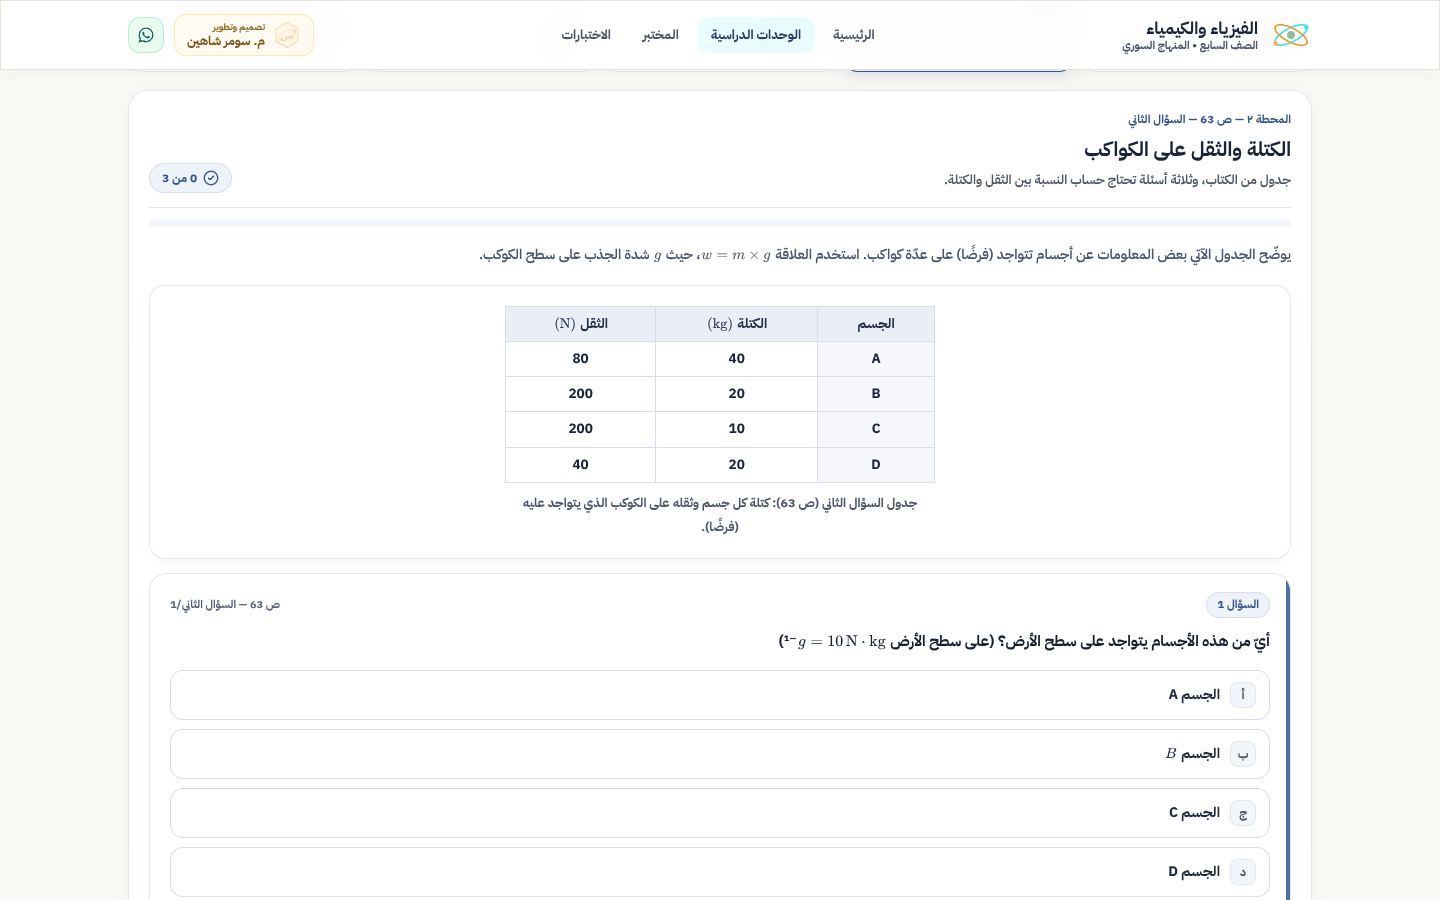 الفيزياء والكيمياء
الصف السابع • المنهاج السوري
الرئيسية
الوحدات الدراسية
المختبر
الاختبارات
تصميم وتطوير
م. سومر شاهين
المحطة ٢ — ص 63 — السؤال الثاني
الكتلة والثقل على الكواكب
جدول من الكتاب، وثلاثة أسئلة تحتاج حساب النسبة بين الثقل والكتلة.
0 من 3
يوضّح الجدول الآتي بعض المعلومات عن أجسام تتواجد (فرضًا) على عدّة كواكب. استخدم العلاقة w = m × g، حيث g شدة الجذب على سطح الكوكب.
الجسم الكتلة (kg) الثقل (N)
A 40 80
B 20 200
C 10 200
D 20 40
جدول السؤال الثاني (ص 63): كتلة كل جسم وثقله على الكوكب الذي يتواجد عليه
(فرضًا).
السؤال 1
ص 63 — السؤال الثاني/1
أيّ من هذه الأجسام يتواجد على سطح الأرض؟ (على سطح الأرض g = 10 N · kg⁻¹)
أ الجسم A
ب الجسم B
ج الجسم C
د الجسم D